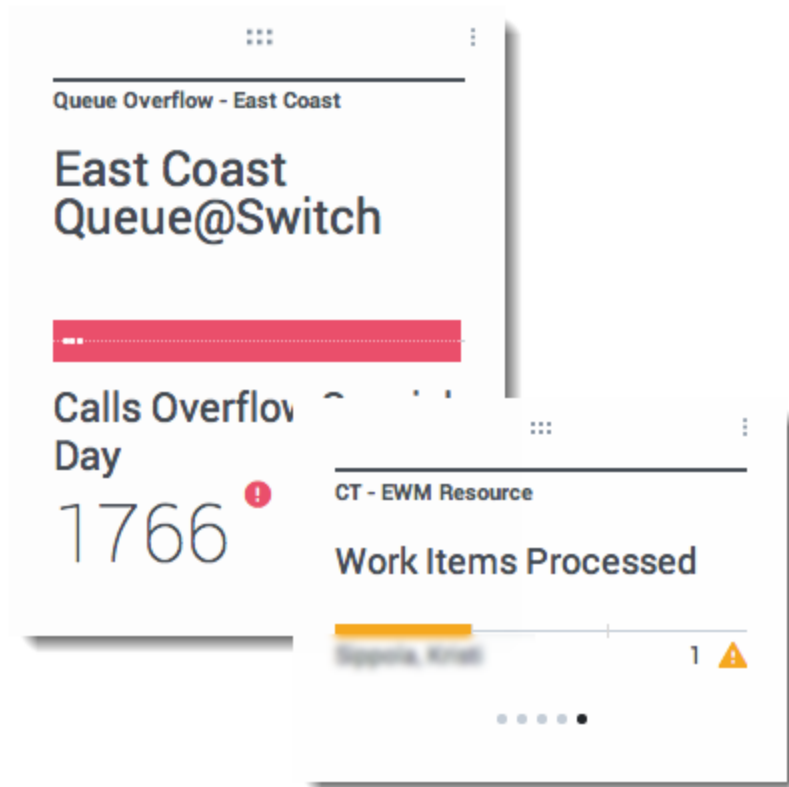 Queue Overflow - East Coast
East Coast
Queue@Switch
Calls Overflow
Day
1766
CT - EWM Resource
Work Items Processed
1